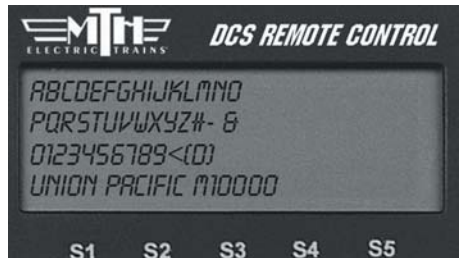 MTH
ELECTRIC TRAINS
DCS REMOTE CONTROL
ABCDEFGHIJKLMNO
PQRSTUVWXYZ#- &
0123456789<(D)
UNION PACIFIC M10000
S1 S2 S3 S4 S5